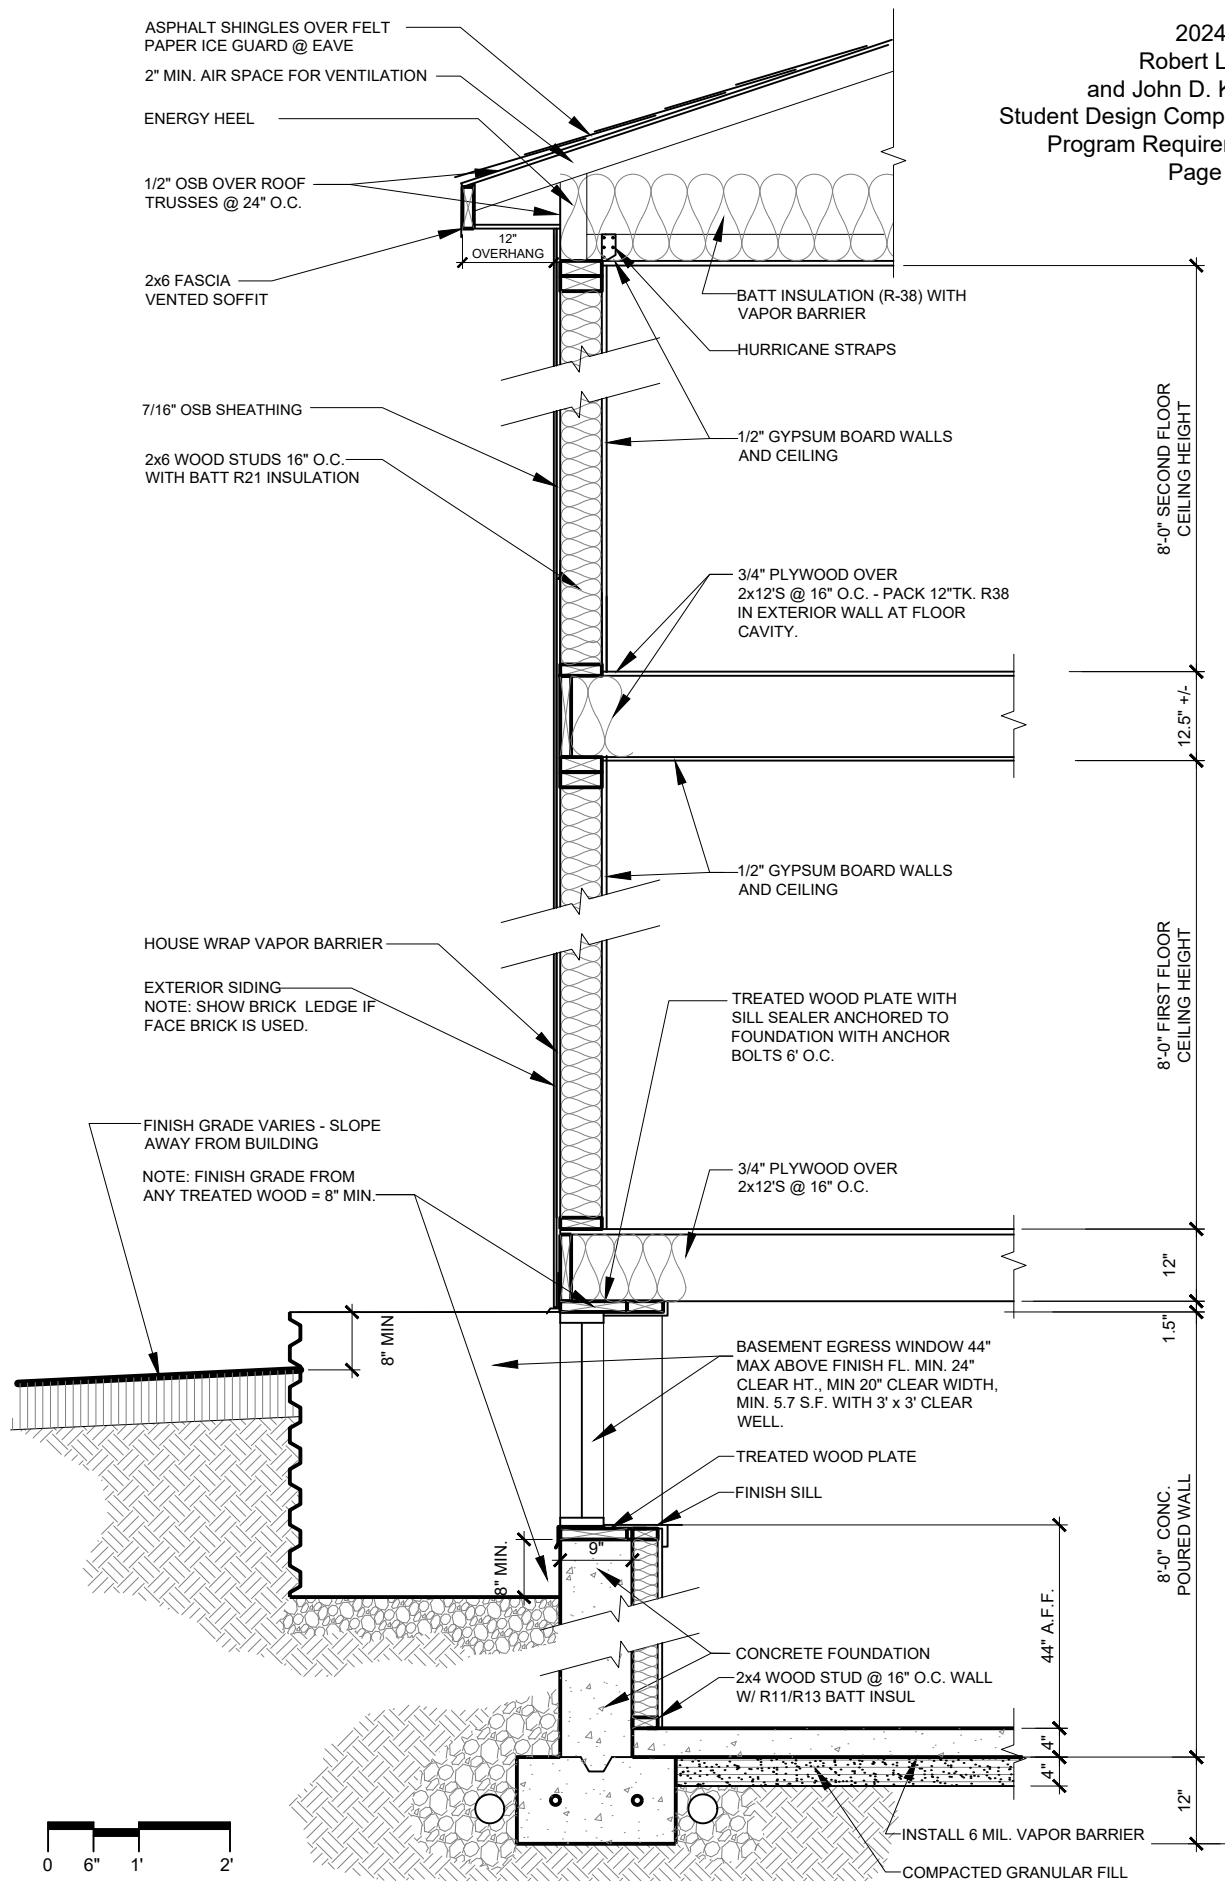 2024
Robert L
and John D. K
Student Design Comp
Program Require
Page
ASPHALT SHINGLES OVER FELT
PAPER ICE GUARD @ EAVE
2" MIN. AIR SPACE FOR VENTILATION
ENERGY HEEL
1/2" OSB OVER ROOF
TRUSSES @ 24" O.C.
12"
OVERHANG
2x6 FASCIA
VENTED SOFFIT
BATT INSULATION (R-38) WITH
VAPOR BARRIER
HURRICANE STRAPS
7/16" OSB SHEATHING
1/2" GYPSUM BOARD WALLS
AND CEILING
2x6 WOOD STUDS 16" O.C.
WITH BATT R21 INSULATION
8'-0" SECOND FLOOR
CEILING HEIGHT
3/4" PLYWOOD OVER
2x12'S @ 16" O.C. - PACK 12"TK. R38
IN EXTERIOR WALL AT FLOOR
CAVITY.
12.5" +/-
1/2" GYPSUM BOARD WALLS
AND CEILING
HOUSE WRAP VAPOR BARRIER
EXTERIOR SIDING
NOTE: SHOW BRICK LEDGE IF
FACE BRICK IS USED.
8'-0" FIRST FLOOR
CEILING HEIGHT
TREATED WOOD PLATE WITH
SILL SEALER ANCHORED TO
FOUNDATION WITH ANCHOR
BOLTS 6' O.C.
FINISH GRADE VARIES - SLOPE
AWAY FROM BUILDING
NOTE: FINISH GRADE FROM
ANY TREATED WOOD = 8" MIN.
3/4" PLYWOOD OVER
2x12'S @ 16" O.C.
12"
1.5"
8" MIN
BASEMENT EGRESS WINDOW 44"
MAX ABOVE FINISH FL. MIN. 24"
CLEAR HT., MIN 20" CLEAR WIDTH,
MIN. 5.7 S.F. WITH 3' x 3' CLEAR
WELL.
TREATED WOOD PLATE
FINISH SILL
8'-0" CONC.
POURED WALL
9"
8" MIN.
44" A.F.F.
CONCRETE FOUNDATION
2x4 WOOD STUD @ 16" O.C. WALL
W/ R11/R13 BATT INSUL
4"
4"
12"
INSTALL 6 MIL. VAPOR BARRIER
COMPACTED GRANULAR FILL
0 6" 1' 2'